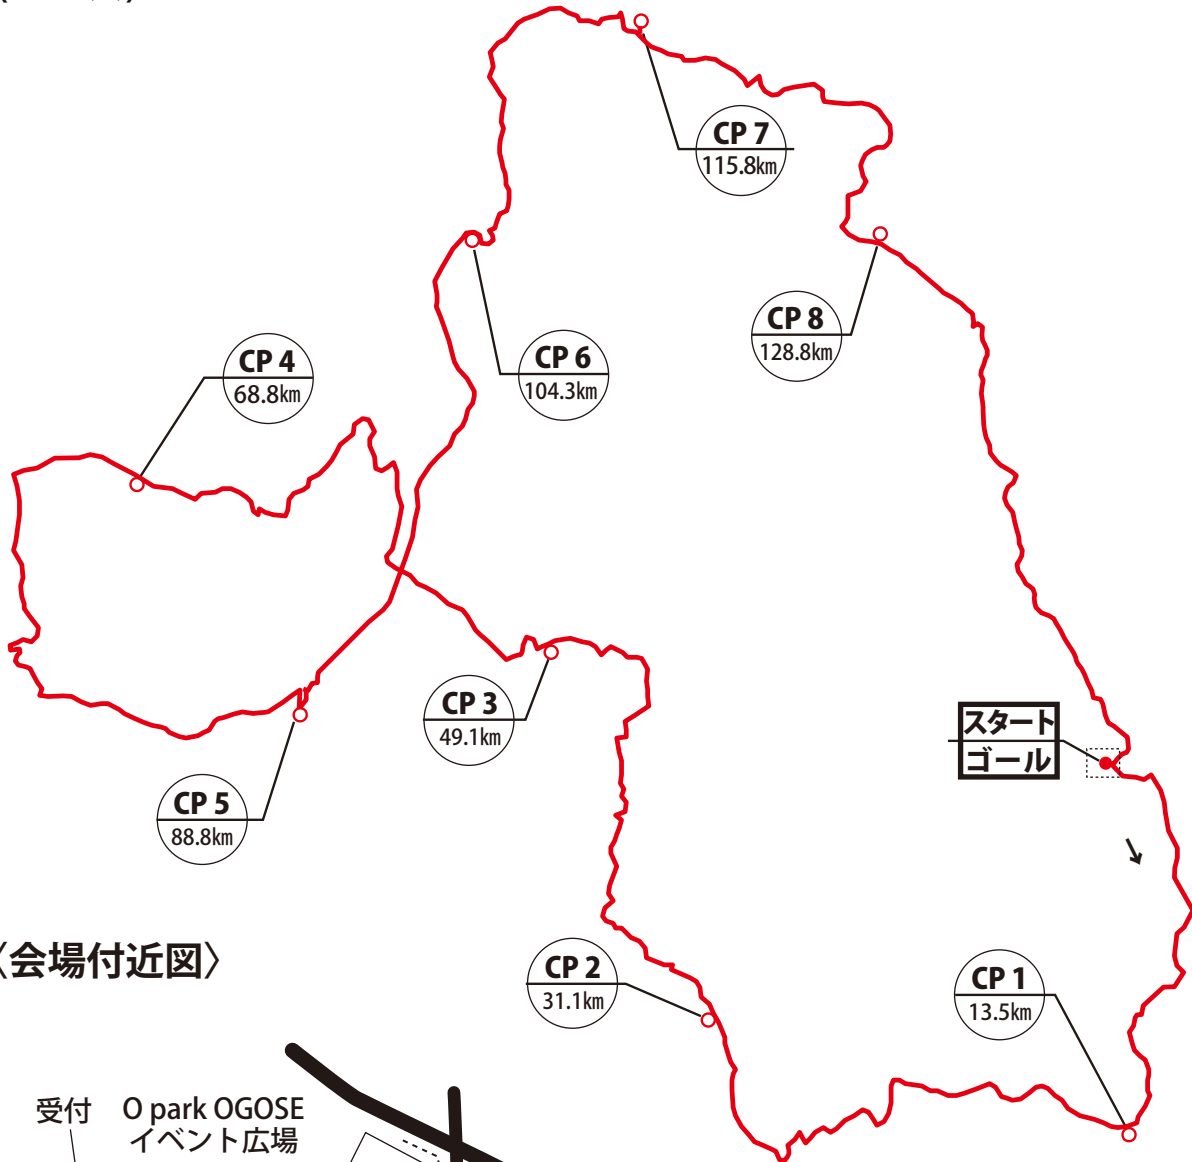 CP 7
115.8km
CP 8
128.8km
CP 4
68.8km
CP 6
104.3km
CP 3
49.1km
スタート
ゴール
CP 5
88.8km
〈会場付近図〉
CP 2
31.1km
CP 1
13.5km
受付
O park OGOSE
イベント広場